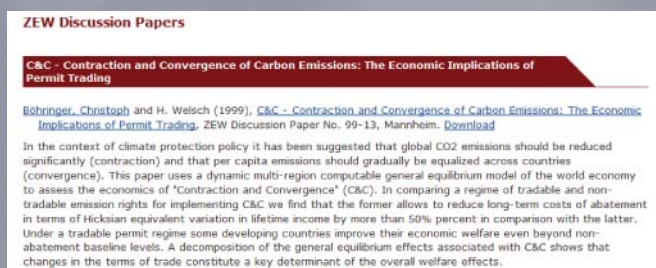 ZEW Discussion Papers
C&C - Contraction and Convergence of Carbon Emissions: The Economic Implications of
Permit Trading
Böhringer, Christoph and H. Welsch (1999), C&C - Contraction and Convergence of Carbon Emissions: The Economic
Implications of Permit Trading, ZEW Discussion Paper No. 99-13, Mannheim. Download
In the context of climate protection policy it has been suggested that global CO2 emissions should be reduced
significantly (contraction) and that per capita emissions should gradually be equalized across countries
(convergence). This paper uses a dynamic multi-region computable general equilibrium model of the world economy
to assess the economics of "Contraction and Convergence" (C&C). In comparing a regime of tradable and non-
tradable emission rights for implementing C&C we find that the former allows to reduce long-term costs of abatement
in terms of Hicksian equivalent variation in lifetime income by more than 50% percent in comparison with the latter.
Under a tradable permit regime some developing countries improve their economic welfare even beyond non-
abatement baseline levels. A decomposition of the general equilibrium effects associated with C&C shows that
changes in the terms of trade constitute a key determinant of the overall welfare effects.